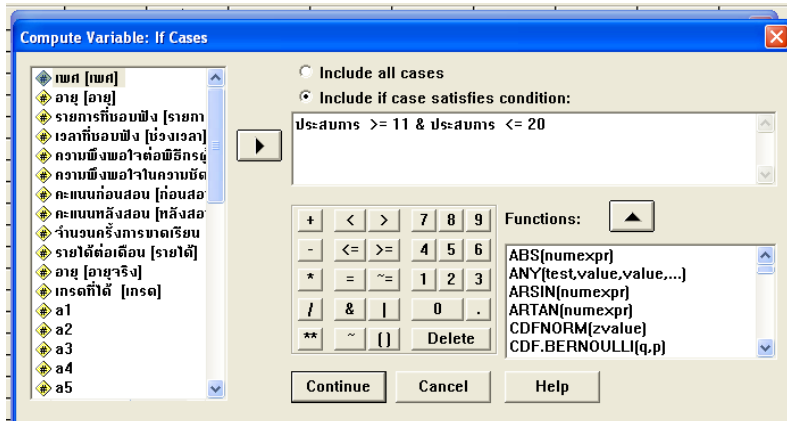 Compute Variable: If Cases
เพศ [เพศ]
อายุ [อายุ]
รายการที่ชอบฟัง [รายกา
เวลาที่ชอบฟัง [ช่วงเวลา]
ความพึงพอใจต่อพิธีกรผู้
ความพึงพอใจในความชัด
คะแนนก่อนสอน [ก่อนสอ
คะแนนหลังสอน [หลังสอ
จำนวนครั้งการขาดเรียน
รายได้ต่อเดือน [รายได้]
อายุ [อายุจริง]
เกรดที่ได้ [เกรด]
a1
a2
a3
a4
a5
Include all cases
Include if case satisfies condition:
ประสบการ >= 11 & ประสบการ <= 20
+ < > 7 8 9
- <= >= 4 5 6
* = ~= 1 2 3
/ & | 0 .
** ~ () Delete
Functions:
ABS(numexpr)
ANY(test,value,value,...)
ARSIN(numexpr)
ARTAN(numexpr)
CDFNORM(zvalue)
CDF.BERNOULLI(q,p)
Continue Cancel Help